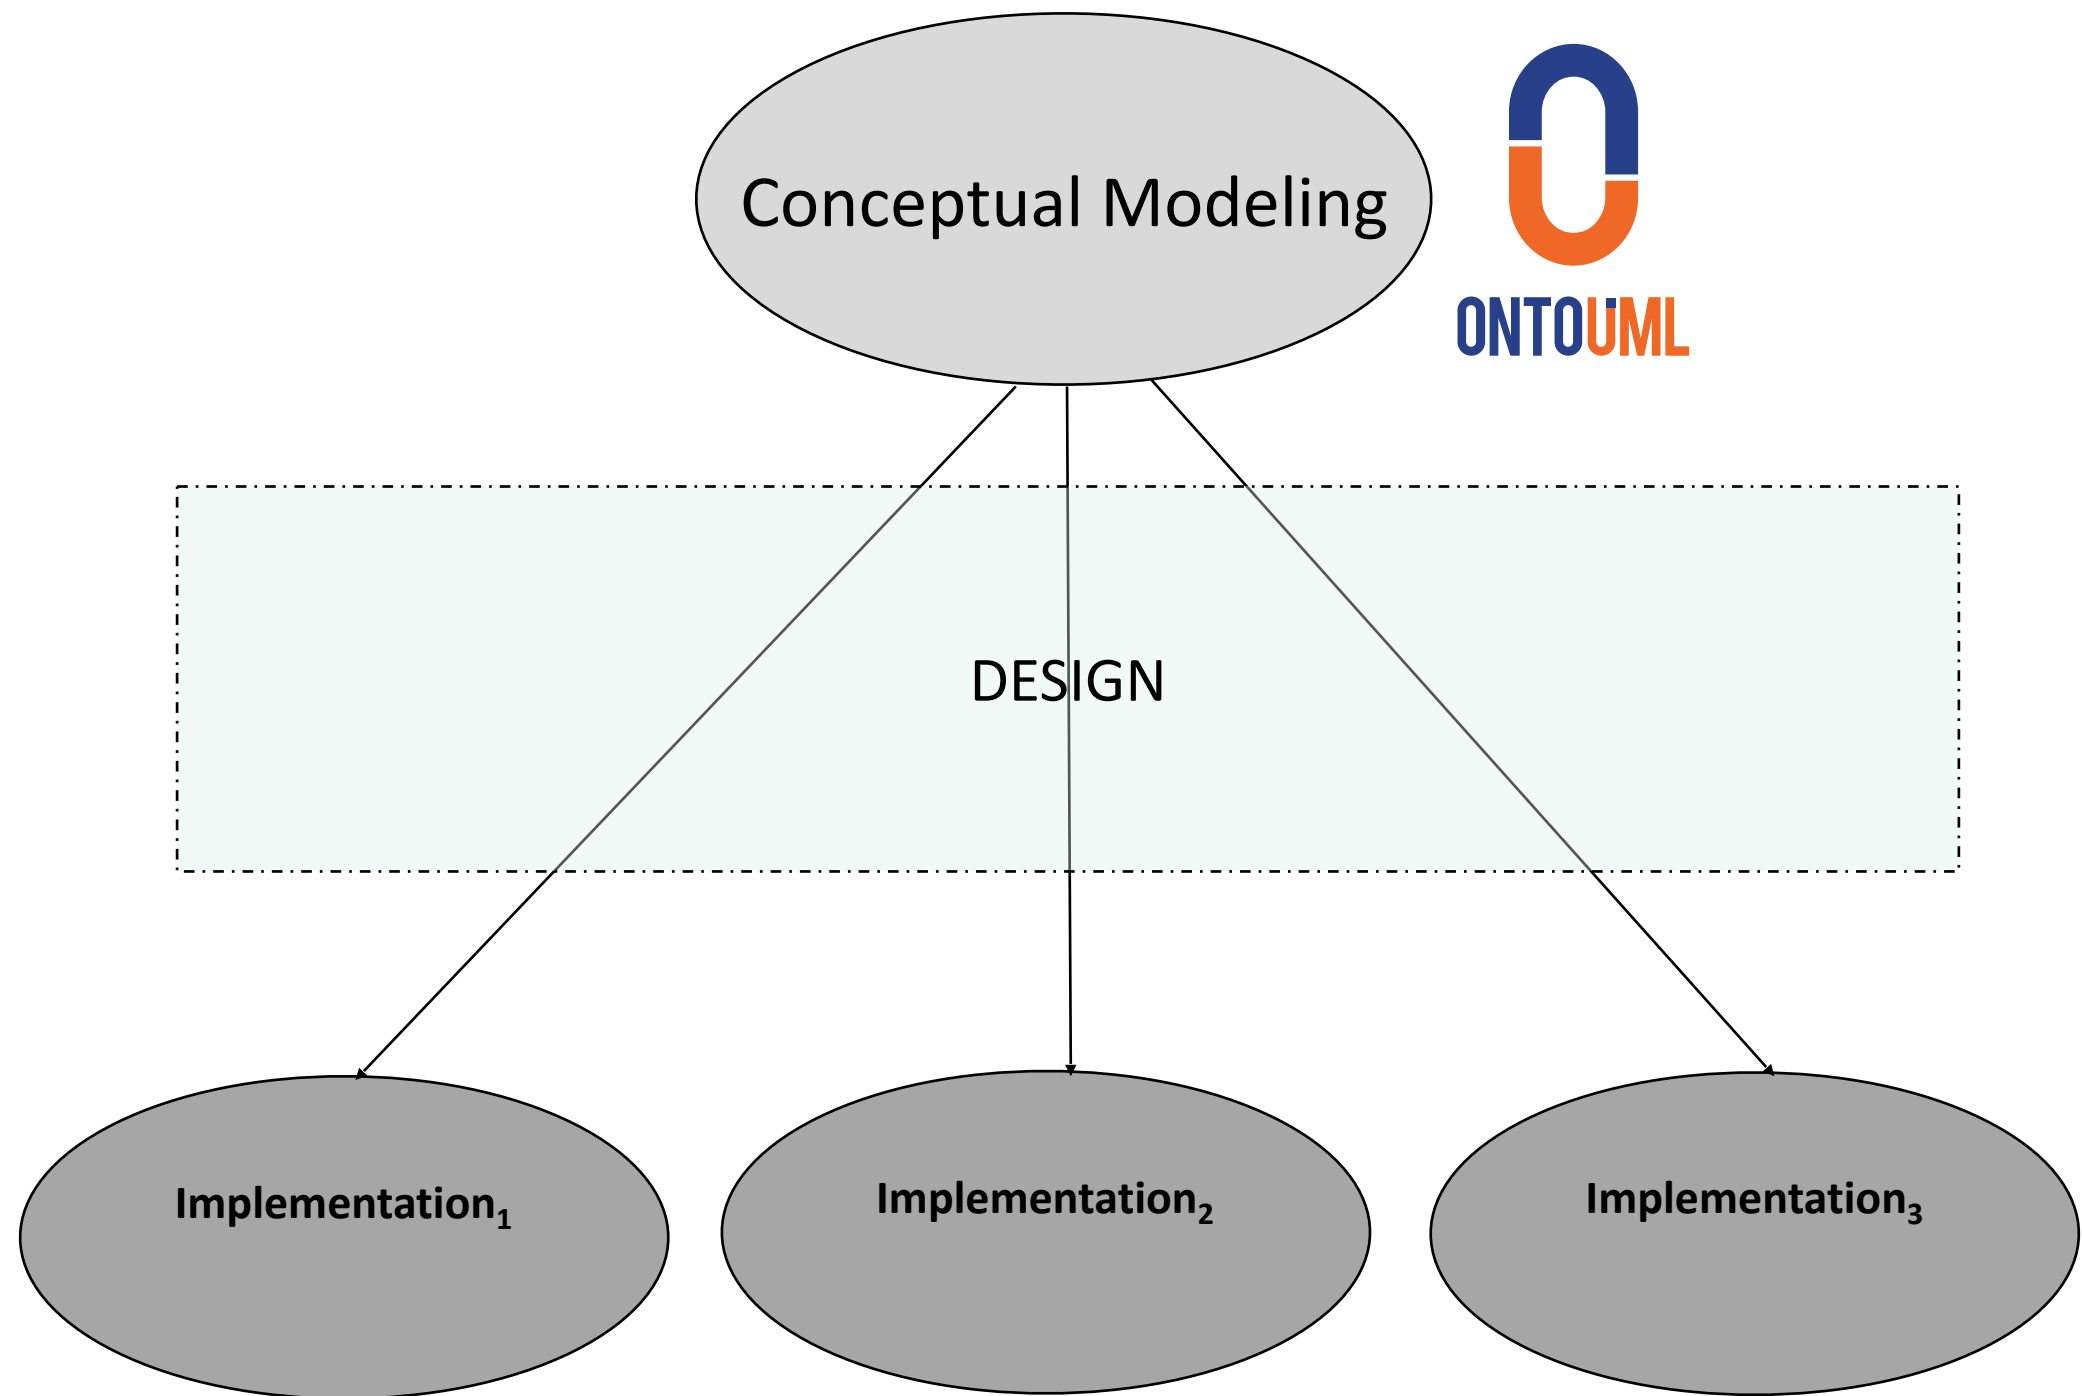 Conceptual Modeling
ONTOUML
DESIGN
Implementation₁
Implementation₂
Implementation₃